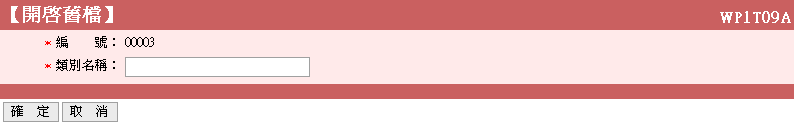 【開啓舊檔】 WP1T09A
* 編　　號： 00003
* 類別名稱：
確　定 取　消